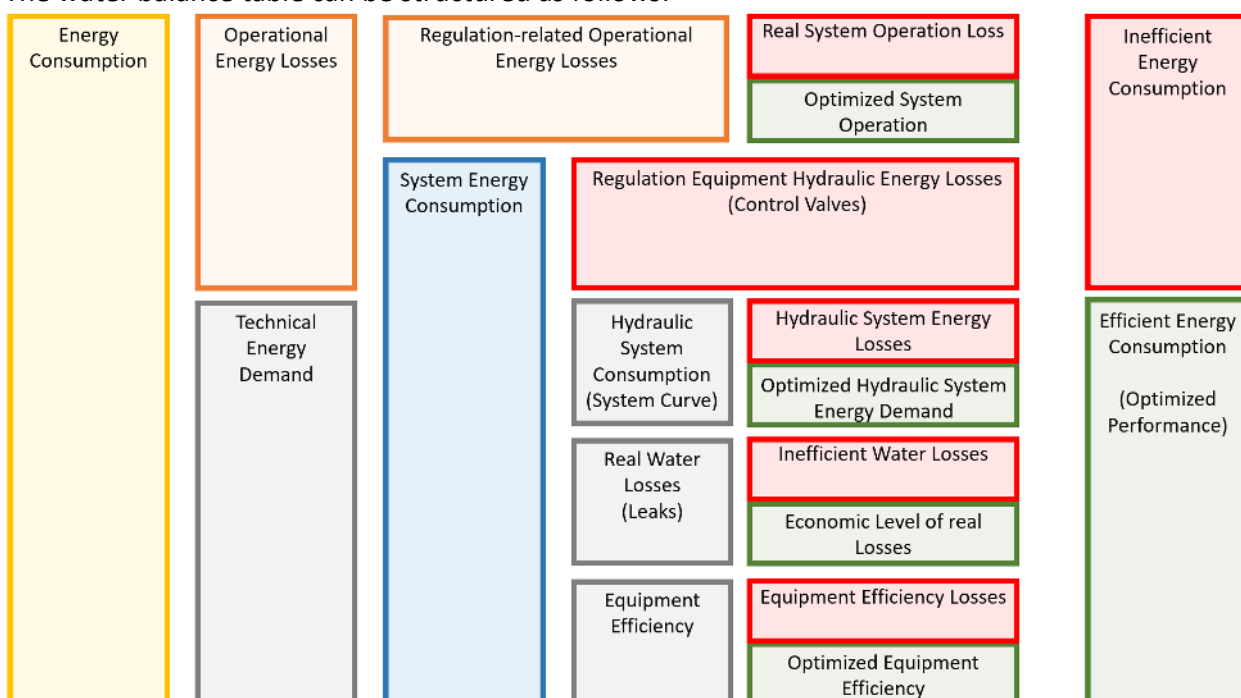 The water balance table can be structured as follows:
Energy
Consumption
Operational
Energy Losses
Regulation-related Operational
Energy Losses
Real System Operation Loss
Optimized System
Operation
Inefficient
Energy
Consumption
System Energy
Consumption
Regulation Equipment Hydraulic Energy Losses
(Control Valves)
Technical
Energy
Demand
Hydraulic
System
Consumption
(System Curve)
Hydraulic System Energy
Losses
Optimized Hydraulic System
Energy Demand
Efficient Energy
Consumption
(Optimized
Performance)
Real Water
Losses
(Leaks)
Inefficient Water Losses
Economic Level of real
Losses
Equipment
Efficiency
Equipment Efficiency Losses
Optimized Equipment
Efficiency